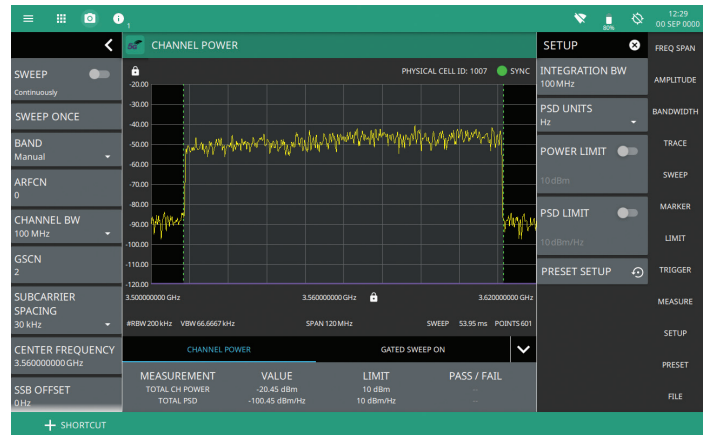 1
80%
12:29
00 SEP 0000
5G
CHANNEL POWER
SETUP
FREQ SPAN
AMPLITUDE
BANDWIDTH
TRACE
SWEEP
MARKER
LIMIT
TRIGGER
MEASURE
SETUP
PRESET
FILE
SWEEP
Continuously
SWEEP ONCE
BAND
Manual
ARFCN
0
CHANNEL BW
100 MHz
GSCN
2
SUBCARRIER
SPACING
30 kHz
CENTER FREQUENCY
3.560000000 GHz
SSB OFFSET
0 Hz
PHYSICAL CELL ID: 1007
SYNC
-20.00
-30.00
-40.00
-50.00
-60.00
-70.00
-80.00
-90.00
-100.00
-110.00
-120.00
3.500000000 GHz 3.560000000 GHz 3.620000000 GHz
#RBW 200 kHz VBW 66.6667 kHz SPAN 120 MHz SWEEP 53.95 ms POINTS 601
CHANNEL POWER GATED SWEEP ON
MEASUREMENT VALUE LIMIT PASS / FAIL
TOTAL CH POWER -20.45 dBm 10 dBm --
TOTAL PSD -100.45 dBm/Hz 10 dBm/Hz --
INTEGRATION BW
100 MHz
PSD UNITS
Hz
POWER LIMIT
10 dBm
PSD LIMIT
10 dBm/Hz
PRESET SETUP
+ SHORTCUT